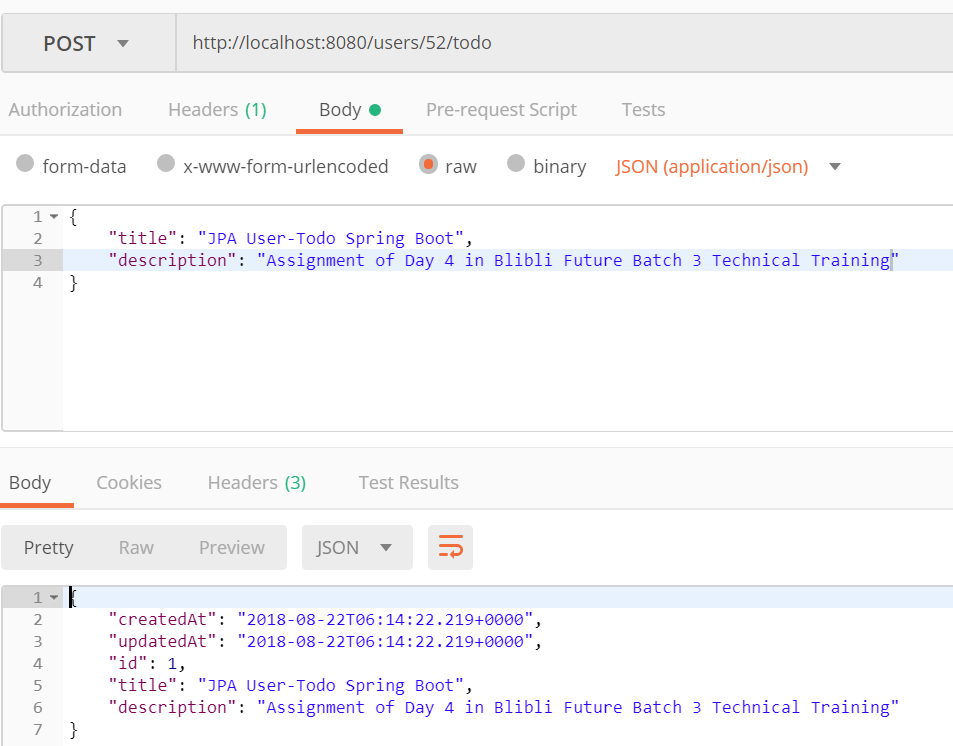 POST http://localhost:8080/users/52/todo
Authorization Headers (1) Body Pre-request Script Tests
form-data x-www-form-urlencoded raw binary JSON (application/json)
1 {
2 "title": "JPA User-Todo Spring Boot",
3 "description": "Assignment of Day 4 in Blibli Future Batch 3 Technical Training"
4 }
Body Cookies Headers (3) Test Results
Pretty Raw Preview JSON
1 {
2 "createdAt": "2018-08-22T06:14:22.219+0000",
3 "updatedAt": "2018-08-22T06:14:22.219+0000",
4 "id": 1,
5 "title": "JPA User-Todo Spring Boot",
6 "description": "Assignment of Day 4 in Blibli Future Batch 3 Technical Training"
7 }